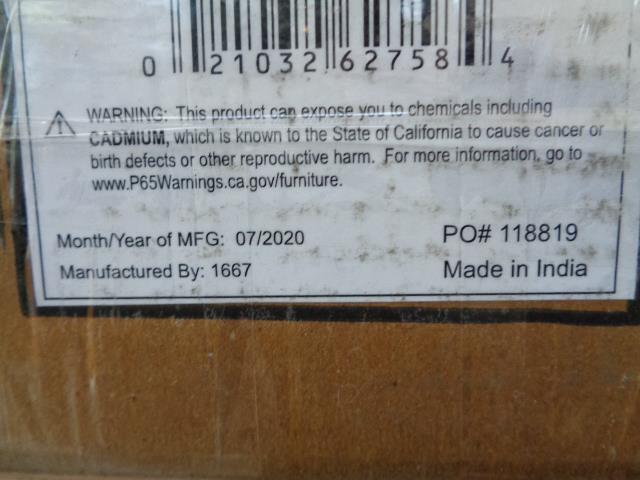 0 21032 62758 4
WARNING: This product can expose you to chemicals including
CADMIUM, which is known to the State of California to cause cancer or
birth defects or other reproductive harm. For more information, go to
www.P65Warnings.ca.gov/furniture.
Month/Year of MFG: 07/2020
PO# 118819
Manufactured By: 1667
Made in India